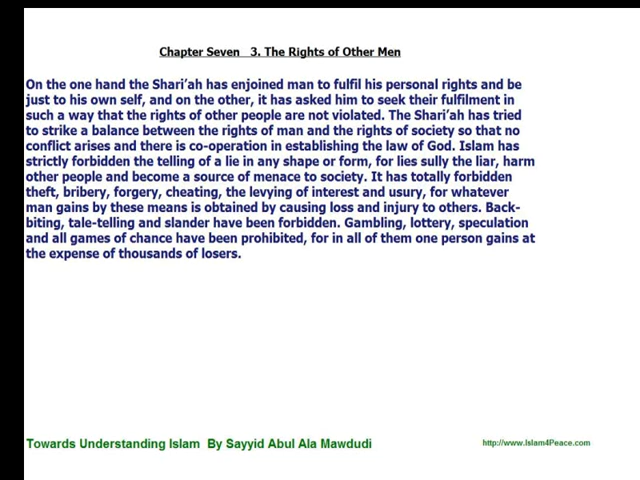 Chapter Seven   3. The Rights of Other Men
On the one hand the Shari’ah has enjoined man to fulfil his personal rights and be
just to his own self, and on the other, it has asked him to seek their fulfilment in
such a way that the rights of other people are not violated. The Shari’ah has tried
to strike a balance between the rights of man and the rights of society so that no
conflict arises and there is co-operation in establishing the law of God. Islam has
strictly forbidden the telling of a lie in any shape or form, for lies sully the liar, harm
other people and become a source of menace to society. It has totally forbidden
theft, bribery, forgery, cheating, the levying of interest and usury, for whatever
man gains by these means is obtained by causing loss and injury to others. Back-
biting, tale-telling and slander have been forbidden. Gambling, lottery, speculation
and all games of chance have been prohibited, for in all of them one person gains at
the expense of thousands of losers.
Towards Understanding Islam  By Sayyid Abul Ala Mawdudi
http://www.Islam4Peace.com